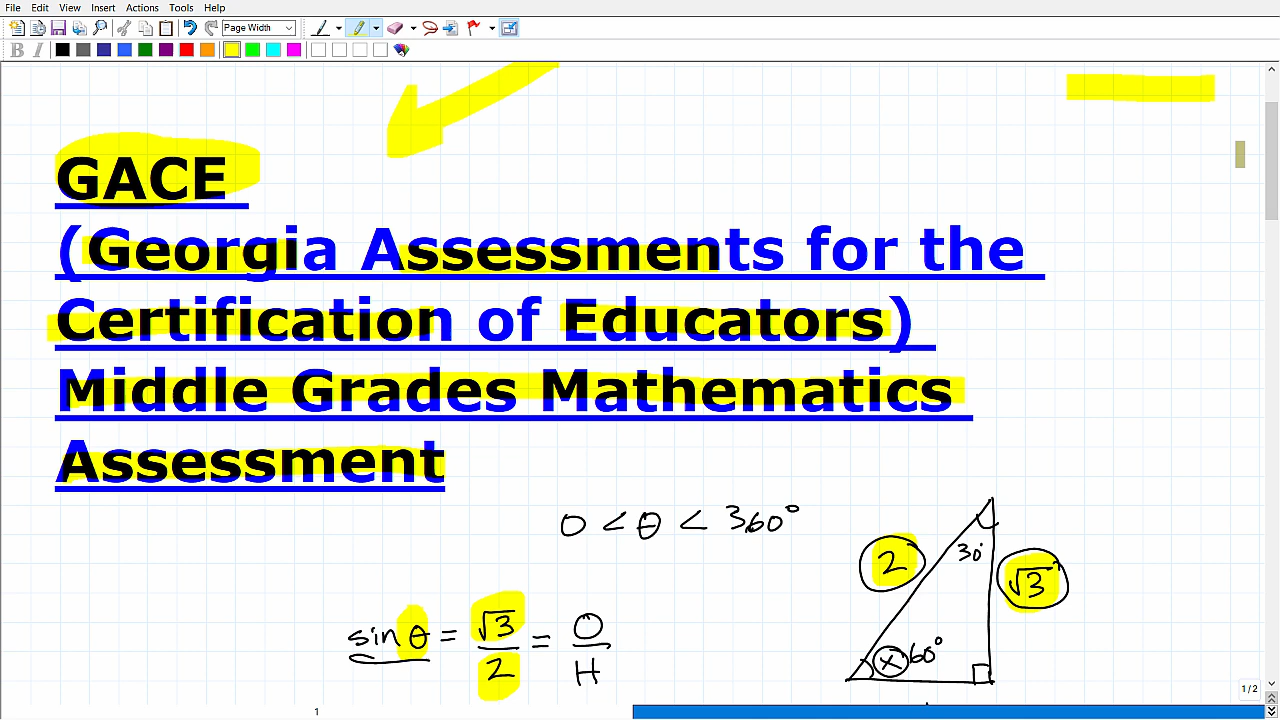 File Edit View Insert Actions Tools Help
Page Width
B I
GACE
(Georgia Assessments for the
Certification of Educators)
Middle Grades Mathematics
Assessment
0 < θ < 360°
2
30°
√3
sin θ = √3/2 = O/H
x 60°
1/2
1